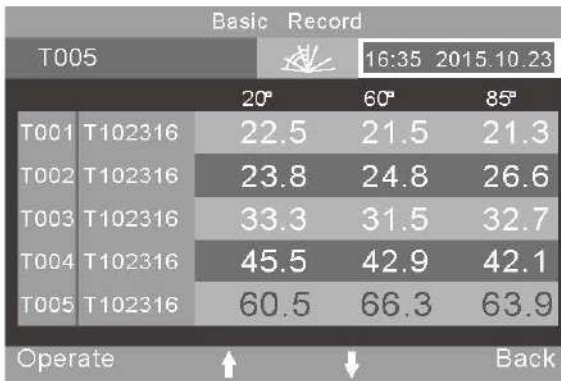 Basic Record
T005 16:35 2015.10.23
20° 60° 85°
T001 T102316 22.5 21.5 21.3
T002 T102316 23.8 24.8 26.6
T003 T102316 33.3 31.5 32.7
T004 T102316 45.5 42.9 42.1
T005 T102316 60.5 66.3 63.9
Operate Back